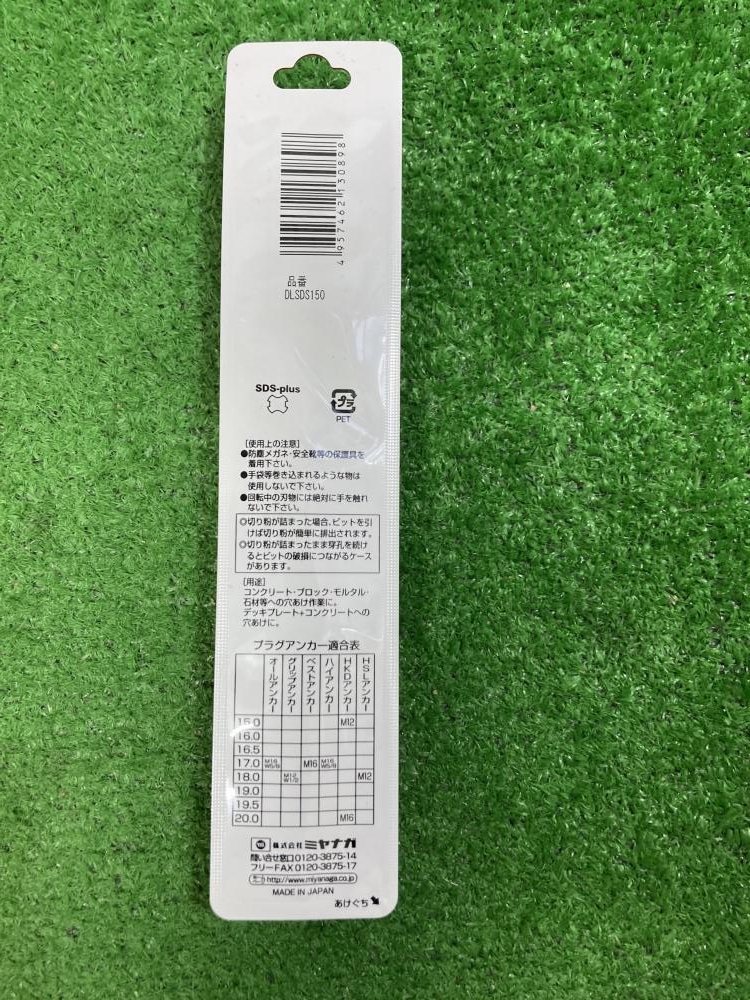 4957462130898
品番
DLSDS150
SDS-plus
プラ
PET
[使用上の注意]
●防塵メガネ・安全靴等の保護具を
着用下さい。
●手袋等巻き込まれるような物は
使用しないで下さい。
●回転中の刃物には絶対に手を触れ
ないで下さい。
◎切り粉が詰まった場合、ビットを引
けば切り粉が簡単に排出されます。
◎切り粉が詰まったまま穿孔を続け
るとビットの破損につながるケース
があります。
[用途]
コンクリート・ブロック・モルタル・
石材等への穴あけ作業に。
デッキプレート+コンクリートへの
穴あけに。
プラグアンカー適合表
オールアンカー グリップアンカー ベストアンカー ハイアンカー HKDアンカー HSLアンカー
15.0 M12
16.0
16.5
17.0 M16 W5/8 M16 M16 W5/8
18.0 M12 W1/2 M12
19.0
19.5
20.0 M16
株式会社 ミヤナガ
問い合せ窓口0120-3875-14
フリーFAX0120-3875-17
http://www.miyanaga.co.jp
MADE IN JAPAN
あけぐち